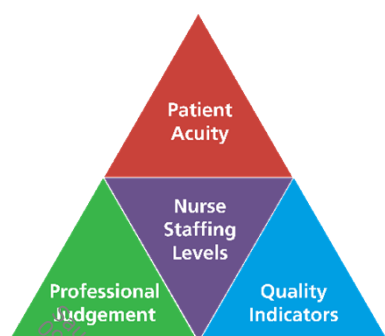 Patient
Acuity
Nurse
Staffing
Levels
Professional
Judgement
Quality
Indicators